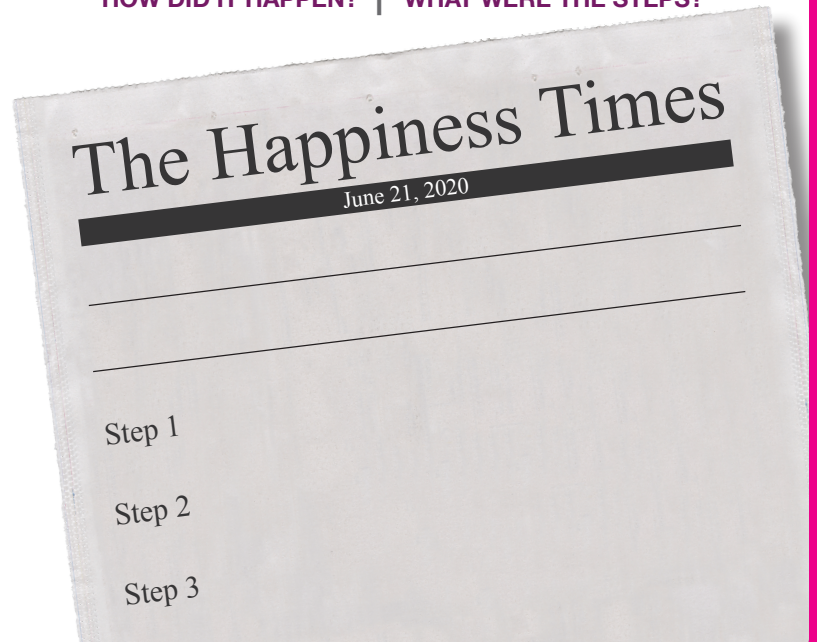 HOW DID IT HAPPEN? | WHAT WERE THE STEPS?
The Happiness Times
June 21, 2020
Step 1
Step 2
Step 3